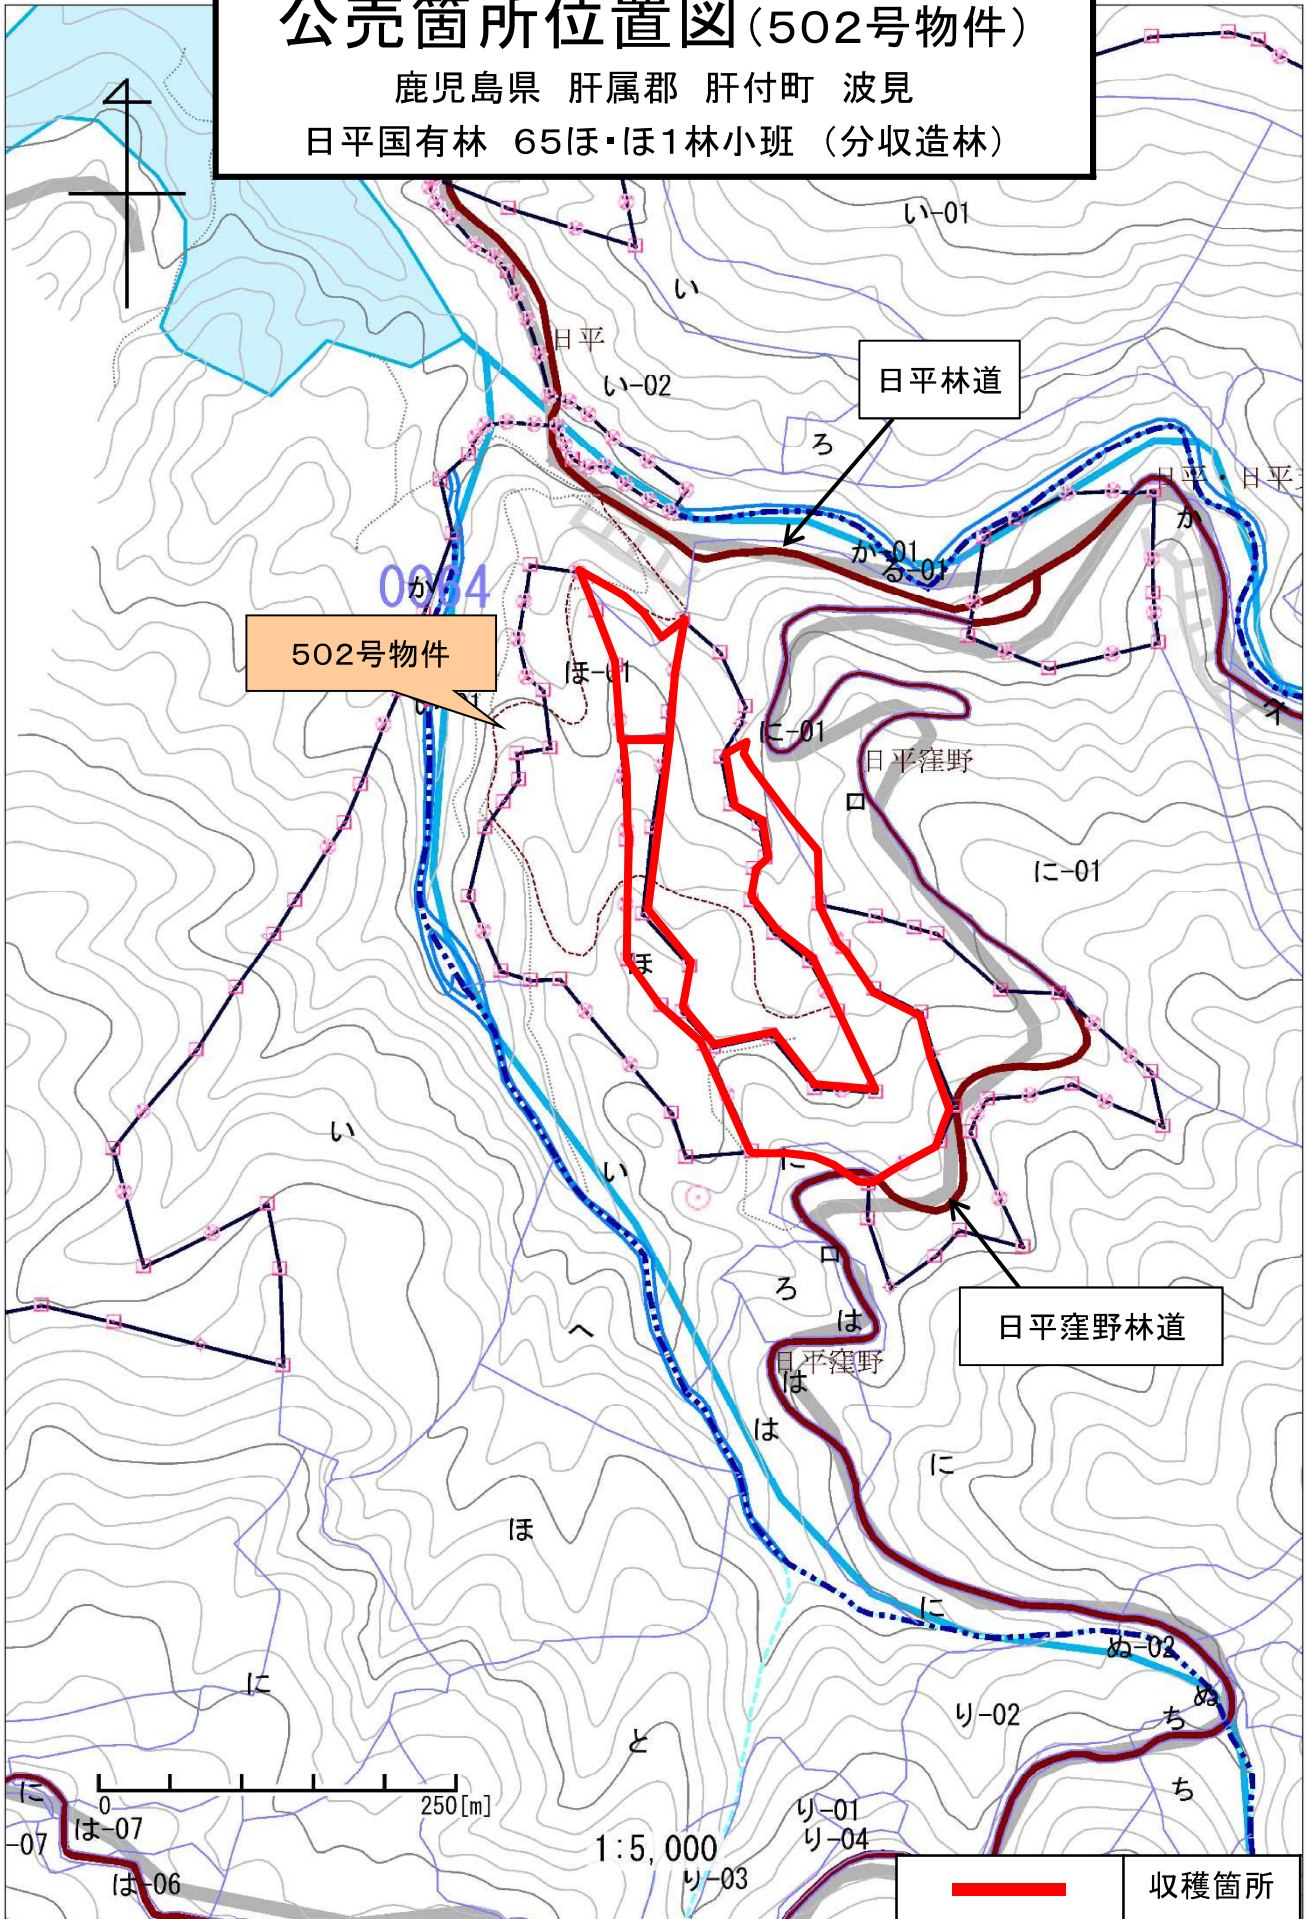 公売箇所位置図(502号物件)
鹿児島県 肝属郡 肝付町 波見
日平国有林 65ほ・ほ1林小班 (分収造林)
い-01
い
日平
い-02
日平林道
ろ
日平・日平
か
か-01
る-01
0064
か
502号物件
ほ-01
に-01
イ
日平窪野
ロ
に-01
ほ
い
い
に
ロ
ろ
は
日平窪野林道
へ
日平窪野
は
は
に
ほ
に
ぬ-02
に
り-02
ぬ
ち
と
ち
に
0
250[m]
り-01
は-07
-07
り-04
1:5,000
り-03
は-06
収穫箇所